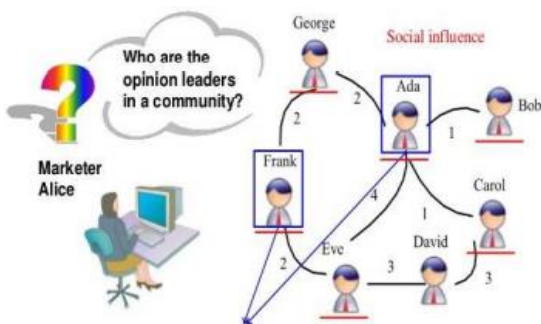 Who are the
opinion leaders
in a community?
Marketer
Alice
Social influence
George
Ada
Bob
Frank
Carol
Eve
David
2
2
1
4
1
2
3
3